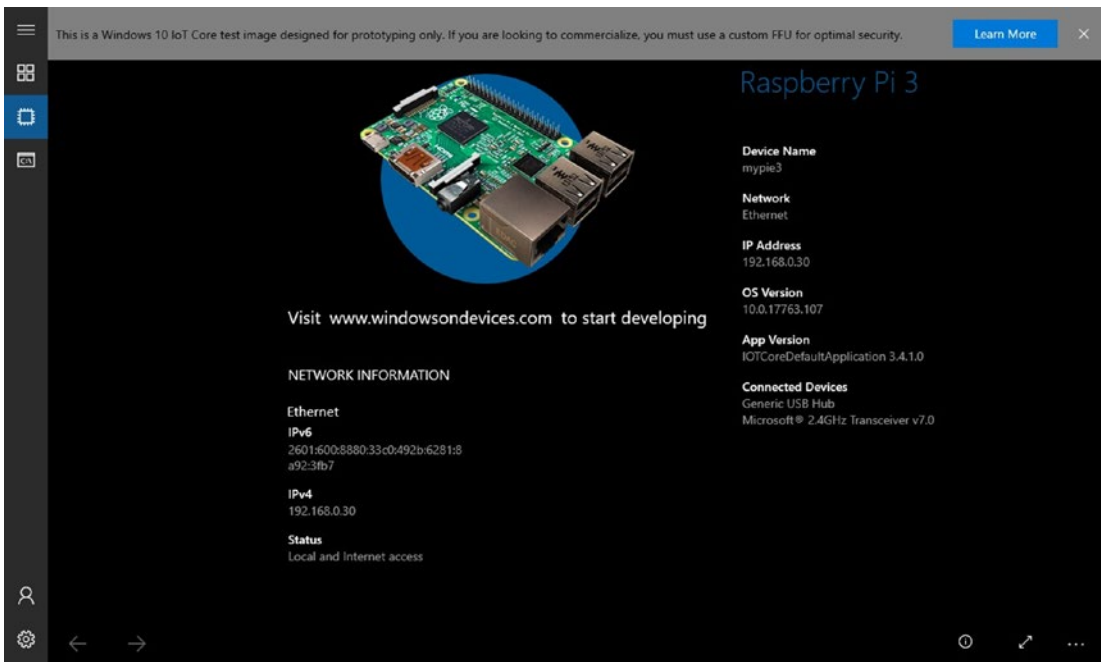 This is a Windows 10 IoT Core test image designed for prototyping only. If you are looking to commercialize, you must use a custom FFU for optimal security.
Learn More
C:\
Raspberry Pi 3
Device Name
mypie3
Network
Ethernet
IP Address
192.168.0.30
OS Version
10.0.17763.107
App Version
IOTCoreDefaultApplication 3.4.1.0
Connected Devices
Generic USB Hub
Microsoft® 2.4GHz Transceiver v7.0
HDMI
Visit www.windowsondevices.com to start developing
NETWORK INFORMATION
Ethernet
IPv6
2601:600:8880:33c0:492b:6281:8
a92:3fb7
IPv4
192.168.0.30
Status
Local and Internet access